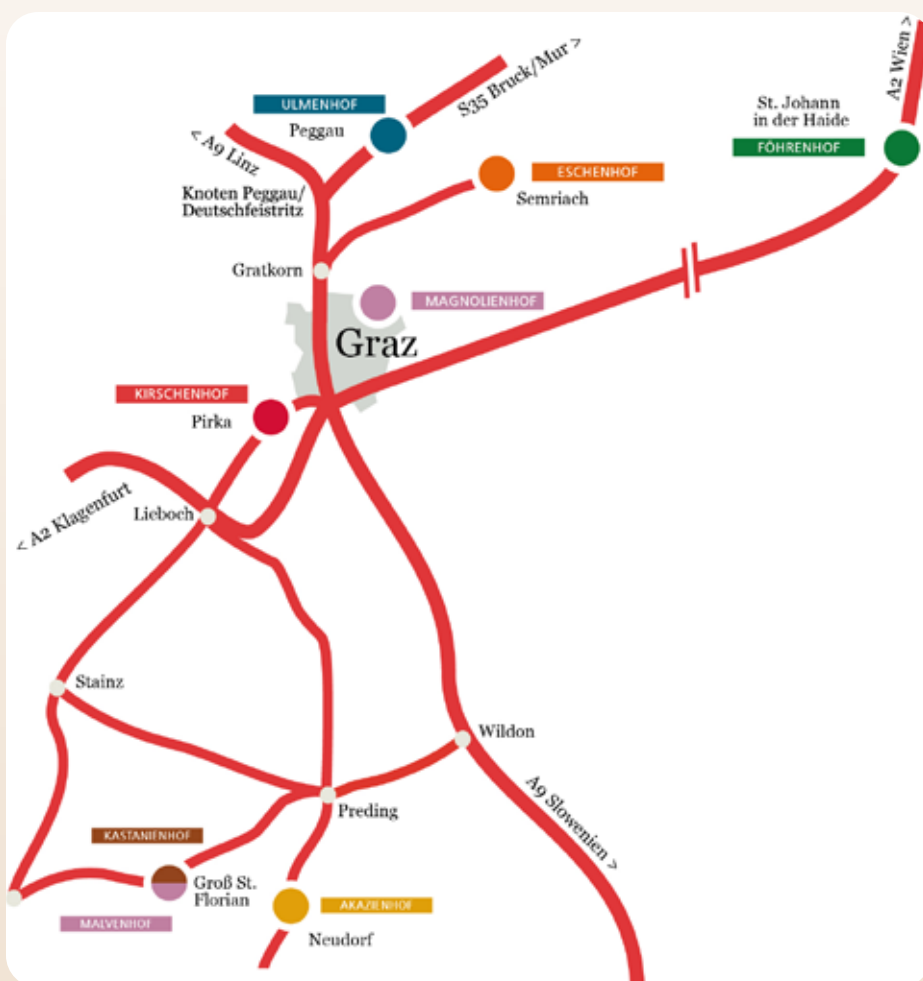 A2 Wien >
S35 Bruck/Mur >
ULMENHOF
Peggau
St. Johann
in der Haide
FÖHRENHOF
< A9 Linz
ESCHENHOF
Semriach
Knoten Peggau/
Deutschfeistritz
Gratkorn
MAGNOLIENHOF
Graz
KIRSCHENHOF
Pirka
Lieboch
< A2 Klagenfurt
Stainz
Wildon
A9 Slowenien >
Preding
KASTANIENHOF
Groß St.
Florian
MALVENHOF
AKAZIENHOF
Neudorf